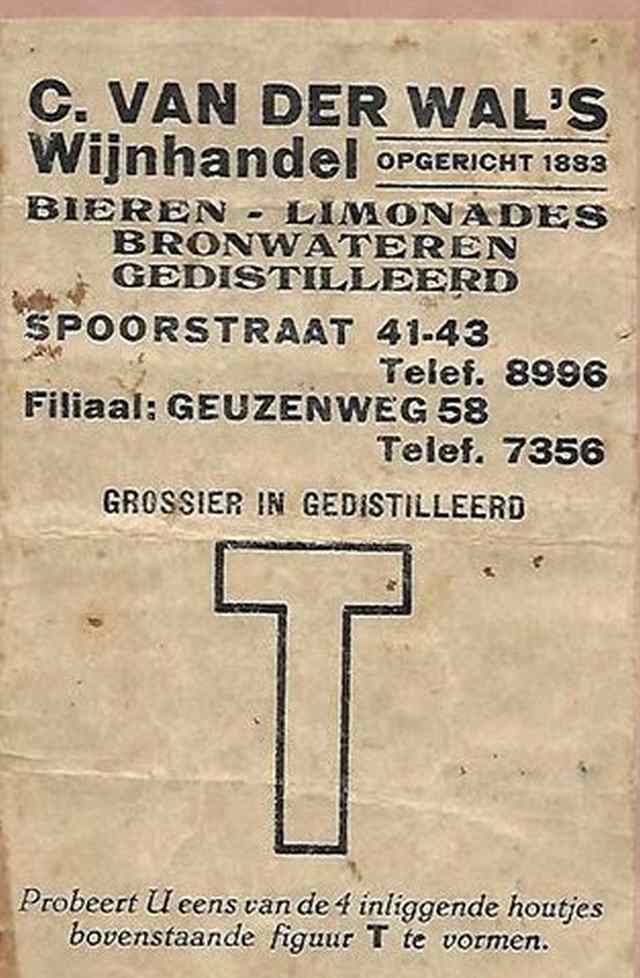 C. VAN DER WAL'S
Wijnhandel OPGERICHT 1883
BIEREN - LIMONADES
BRONWATEREN
GEDISTILLEERD
SPOORSTRAAT 41-43
Telef. 8996
Filiaal: GEUZENWEG 58
Telef. 7356
GROSSIER IN GEDISTILLEERD
T
Probeert U eens van de 4 inliggende houtjes
bovenstaande figuur T te vormen.